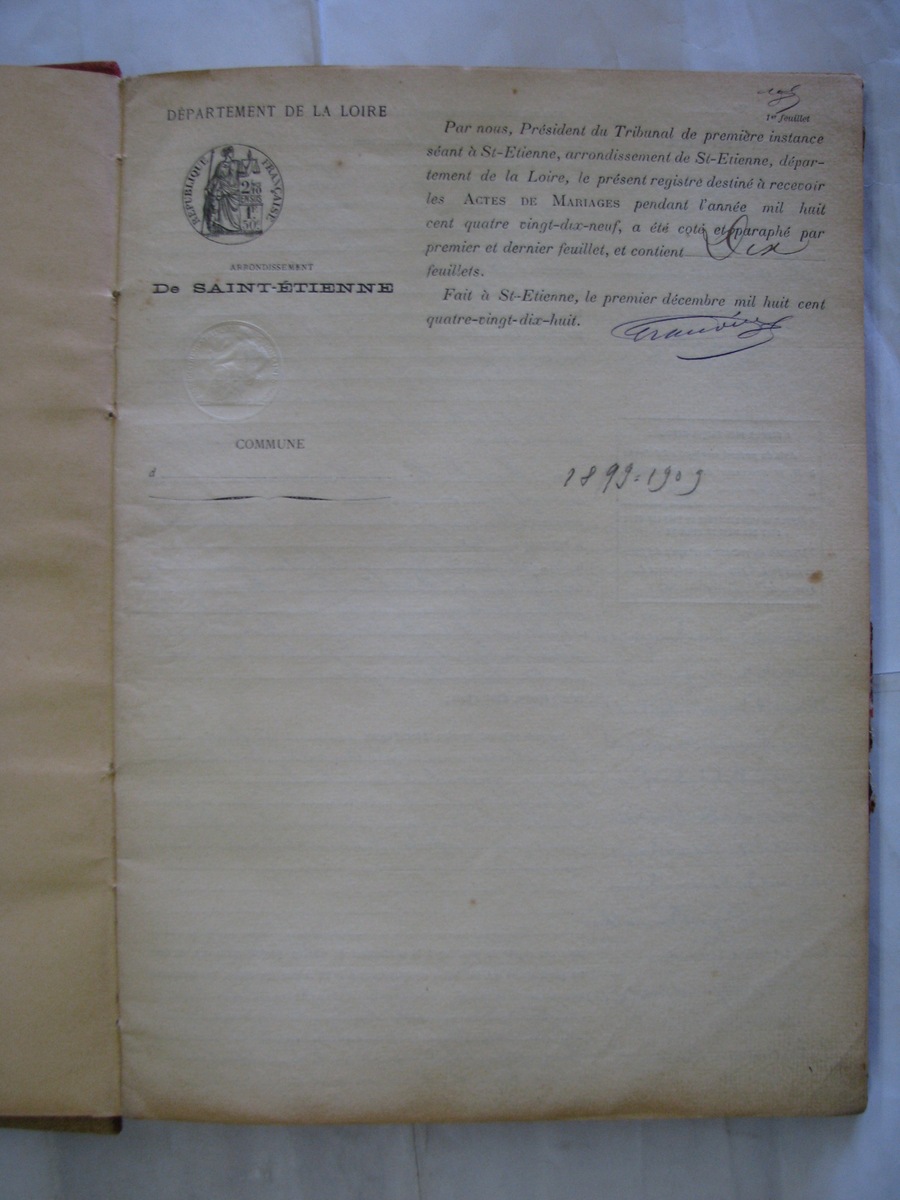 DÉPARTEMENT DE LA LOIRE
RÉPUBLIQUE FRANÇAISE
ARRONDISSEMENT
De SAINT-ÉTIENNE
COMMUNE
d
1er feuillet
Par nous, Président du Tribunal de première instance
séant à St-Etienne, arrondissement de St-Etienne, dépar-
tement de la Loire, le présent registre destiné à recevoir
les ACTES DE MARIAGES pendant l'année mil huit
cent quatre vingt-dix-neuf, a été coté et paraphé par
premier et dernier feuillet, et contient Dix
feuillets.
Fait à St-Etienne, le premier décembre mil huit cent
quatre-vingt-dix-huit.
1899-1909